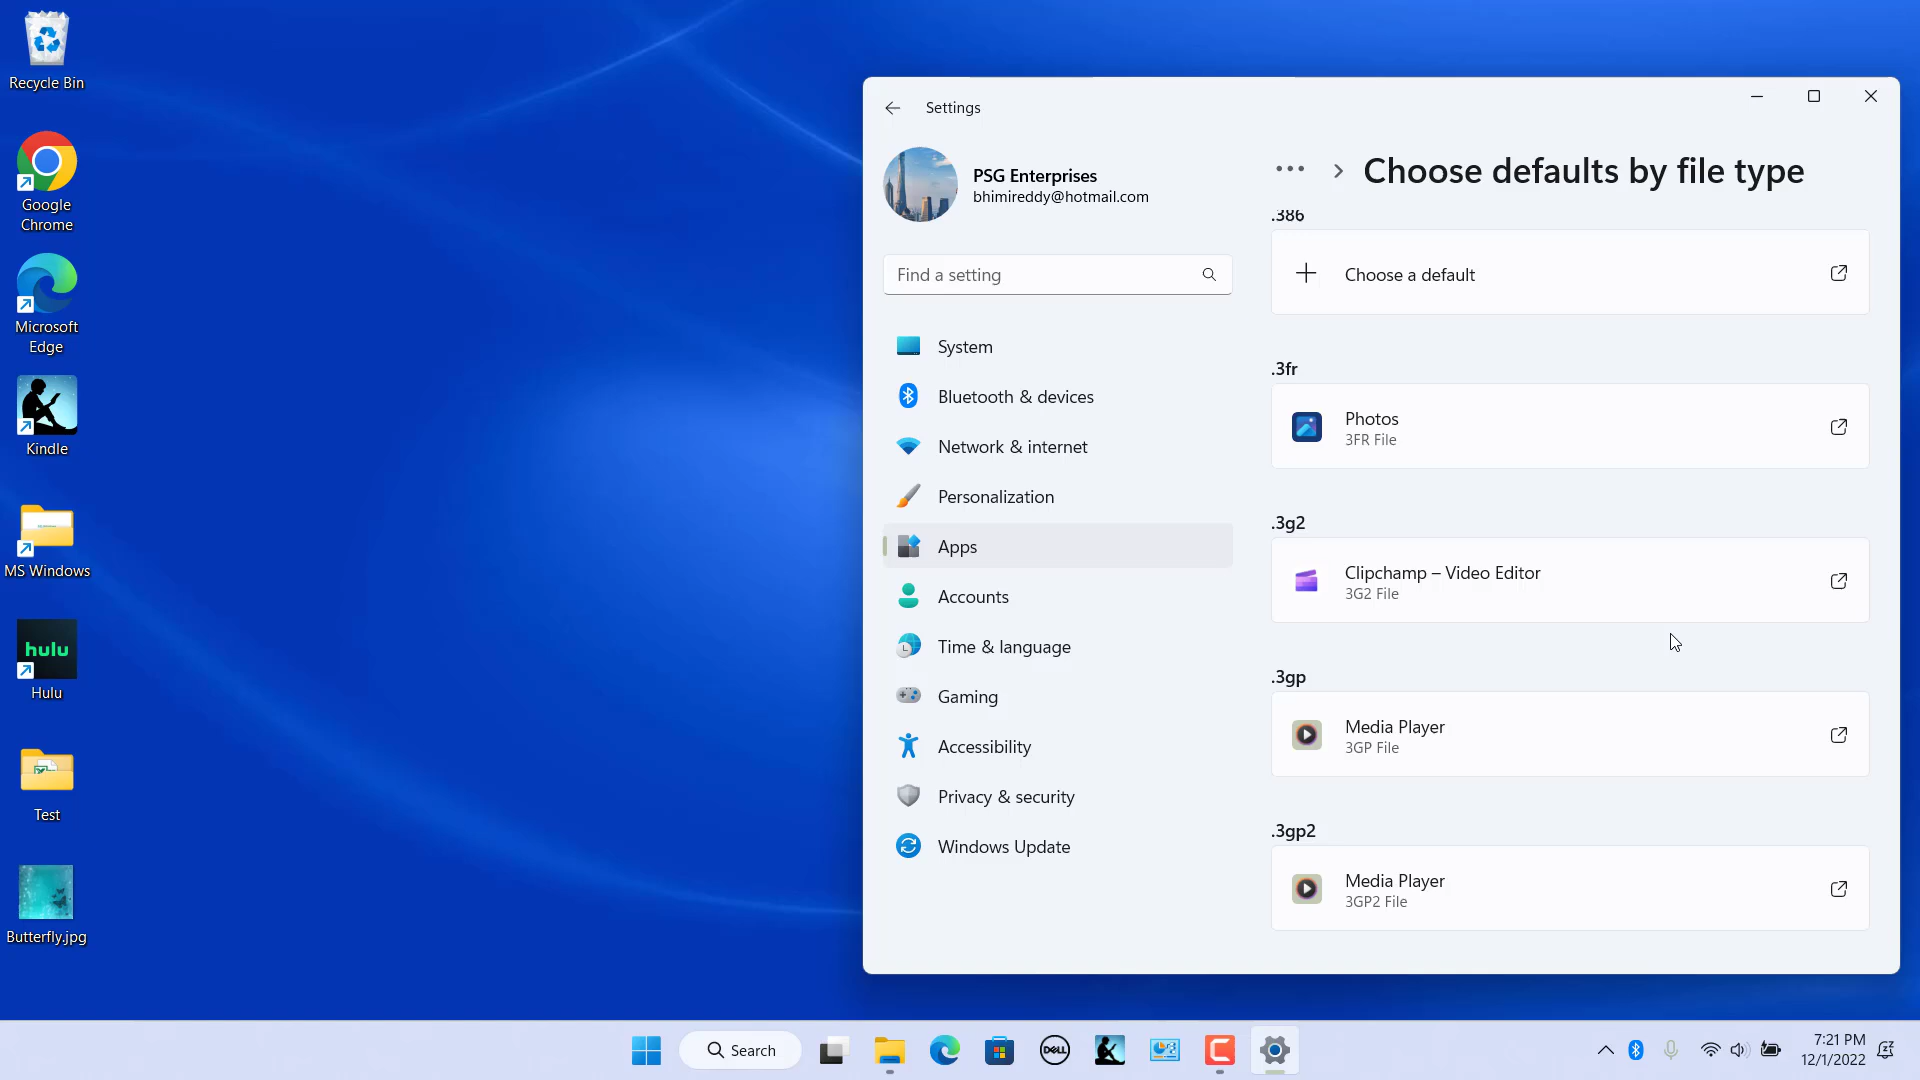 Recycle Bin
Google
Chrome
Microsoft
Edge
Kindle
MS Windows
hulu
Hulu
Test
Butterfly.jpg
Settings
PSG Enterprises
bhimireddy@hotmail.com
Find a setting
System
Bluetooth & devices
Network & internet
Personalization
Apps
Accounts
Time & language
Gaming
Accessibility
Privacy & security
Windows Update
Choose defaults by file type
.386
Choose a default
.3fr
Photos
3FR File
.3g2
Clipchamp – Video Editor
3G2 File
.3gp
Media Player
3GP File
.3gp2
Media Player
3GP2 File
Search
DELL
7:21 PM
12/1/2022